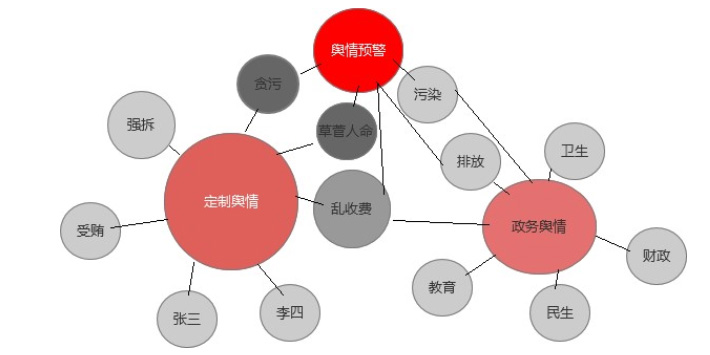 舆情预警
贪污
污染
强拆
草菅人命
排放
卫生
定制舆情
乱收费
政务舆情
受贿
财政
教育
张三
李四
民生